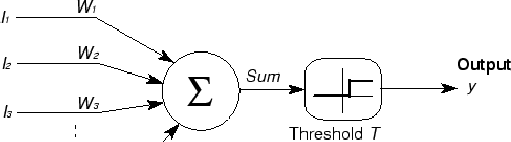 I1 W1
I2 W2
I3 W3
Σ
Sum
Threshold T
Output
y